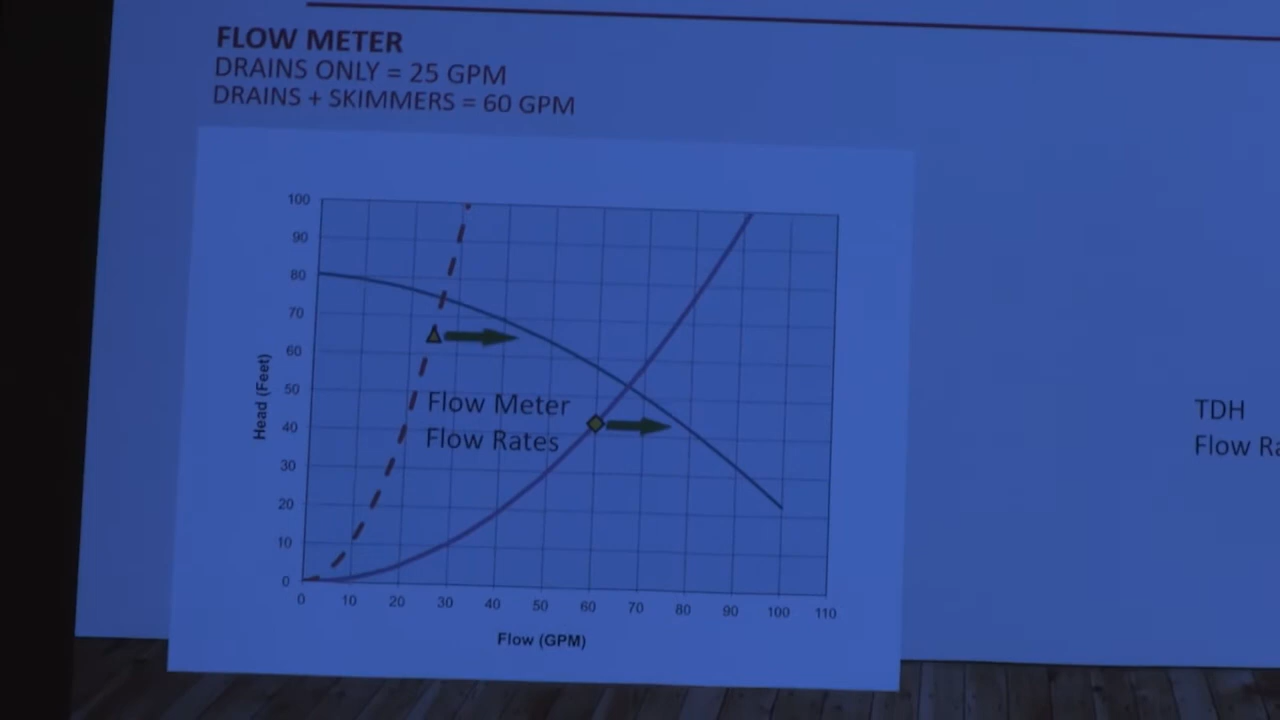 FLOW METER
DRAINS ONLY = 25 GPM
DRAINS + SKIMMERS = 60 GPM
100
90
80
70
60
50
40
30
20
10
0
Head (Feet)
Flow Meter
Flow Rates
0 10 20 30 40 50 60 70 80 90 100 110
Flow (GPM)
TDH
Flow